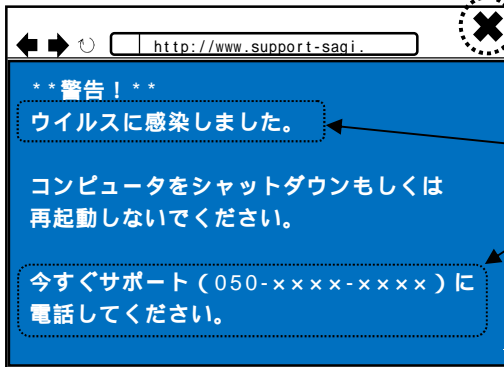 http://www.support-sagi.
**警告！**
ウイルスに感染しました。
コンピュータをシャットダウンもしくは
再起動しないでください。
今すぐサポート（050-××××-××××）に
電話してください。